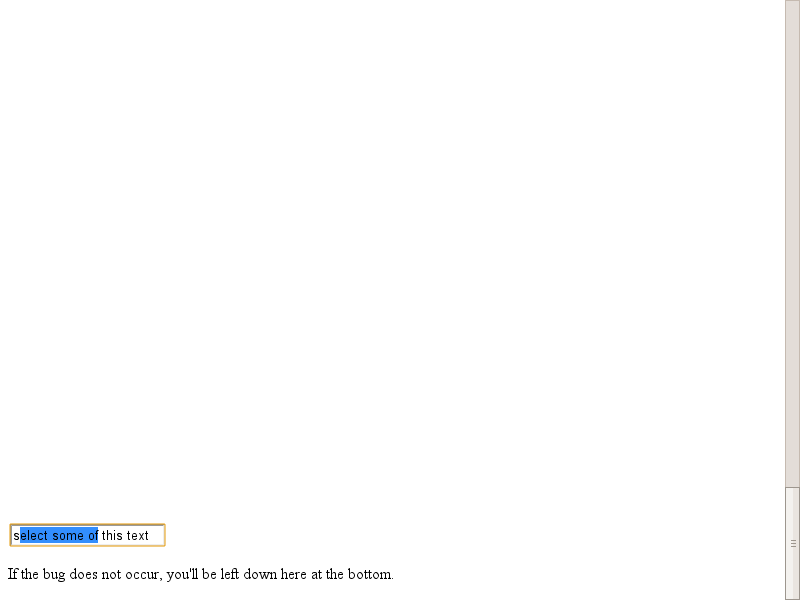 select some of this text
If the bug does not occur, you'll be left down here at the bottom.